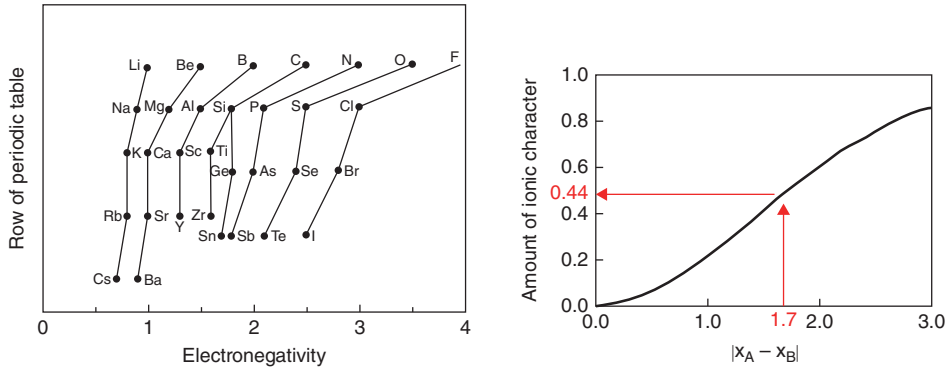 Row of periodic table
Li Be B C N O F
Na Mg Al Si P S Cl
K Ca Sc Ti
Ge As Se Br
Rb Sr Y Zr
Sn Sb Te I
Cs Ba
0 1 2 3 4
Electronegativity
Amount of ionic character
1.0
0.8
0.6
0.44
0.4
0.2
0.0
0.0 1.0 1.7 2.0 3.0
|xA − xB|